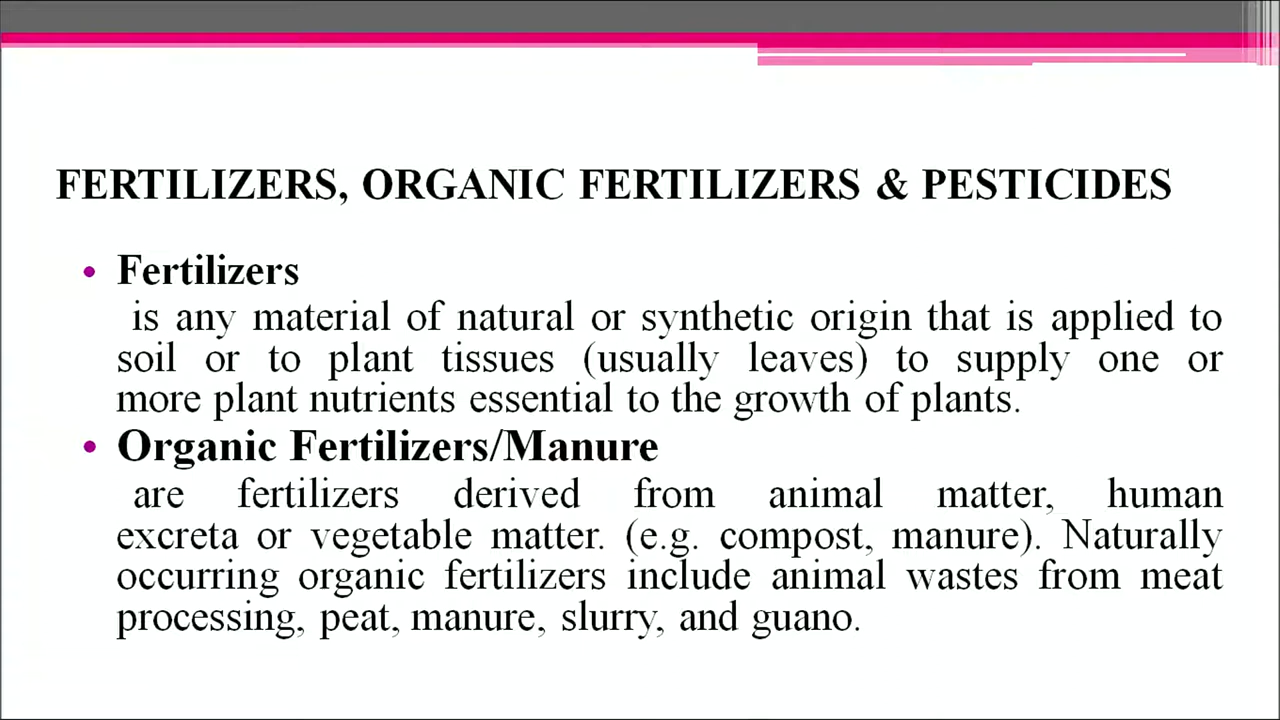 FERTILIZERS, ORGANIC FERTILIZERS & PESTICIDES
• Fertilizers
is any material of natural or synthetic origin that is applied to
soil or to plant tissues (usually leaves) to supply one or
more plant nutrients essential to the growth of plants.
• Organic Fertilizers/Manure
are fertilizers derived from animal matter, human
excreta or vegetable matter. (e.g. compost, manure). Naturally
occurring organic fertilizers include animal wastes from meat
processing, peat, manure, slurry, and guano.